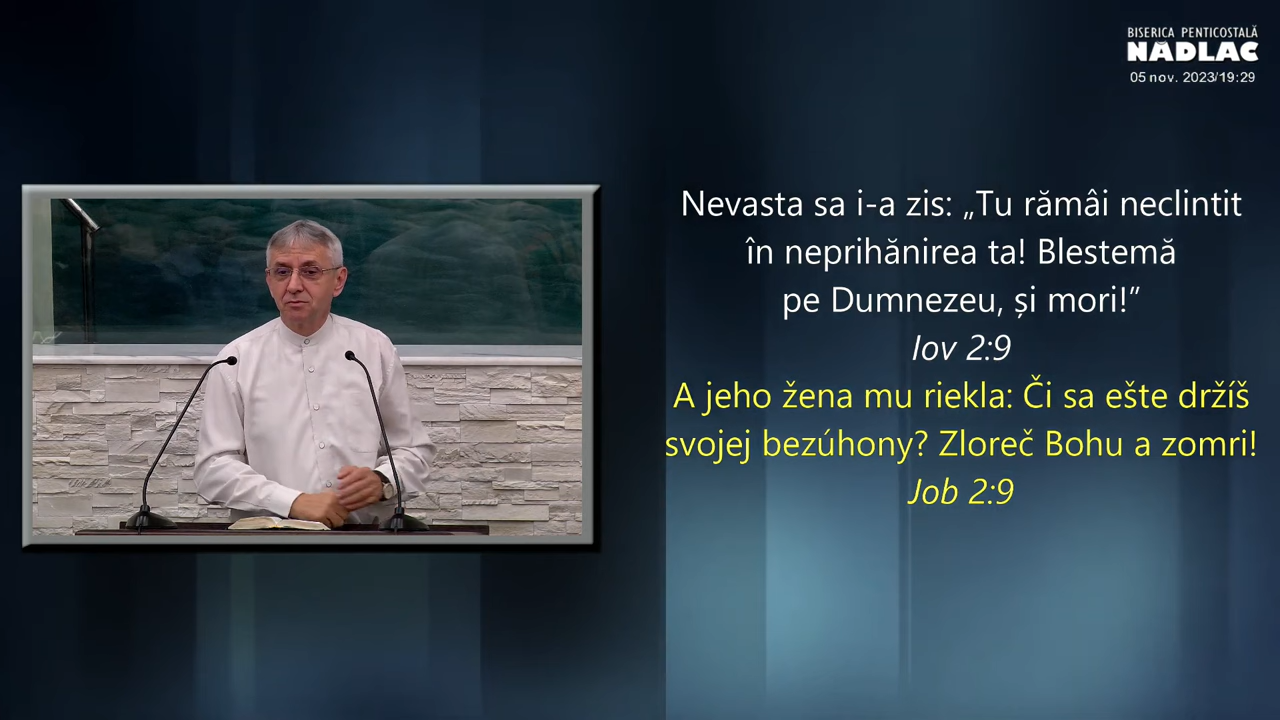 BISERICA PENTICOSTALĂ
NĂDLAC
05 nov. 2023/19:29
Nevasta sa i-a zis: „Tu rămâi neclintit
în neprihănirea ta! Blestemă
pe Dumnezeu, și mori!”
Iov 2:9
A jeho žena mu riekla: Či sa ešte držíš
svojej bezúhony? Zloreč Bohu a zomri!
Job 2:9